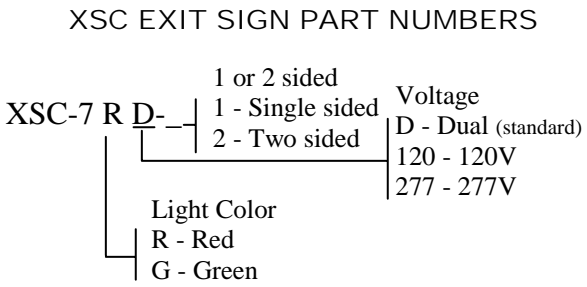 XSC EXIT SIGN PART NUMBERS
XSC-7 R D-_
1 or 2 sided
1 - Single sided
2 - Two sided
Voltage
D - Dual (standard)
120 - 120V
277 - 277V
Light Color
R - Red
G - Green